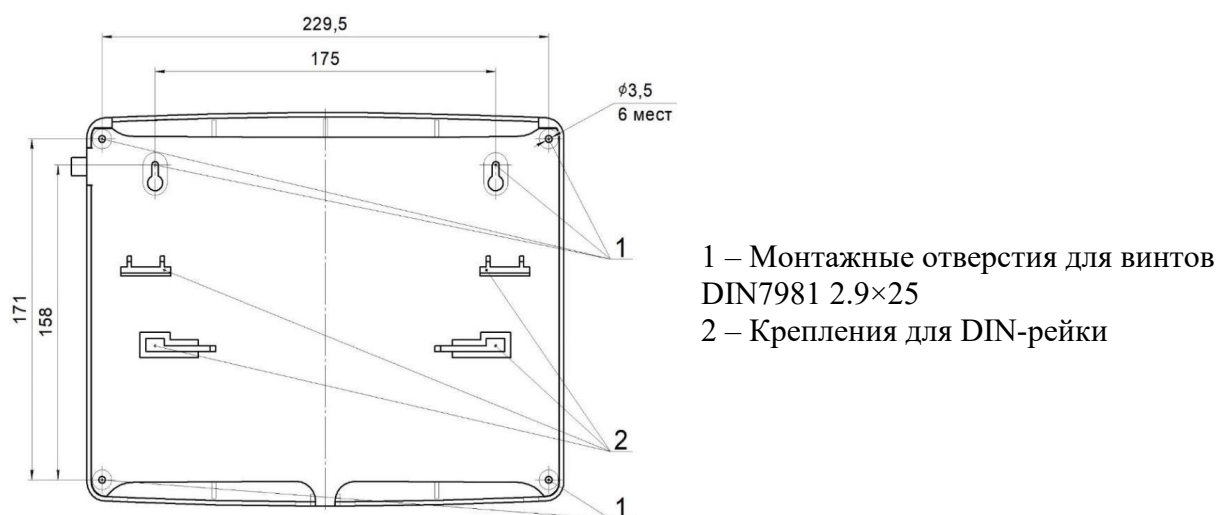 229,5
175
ϕ3,5
6 мест
1
171
158
2
1
1 – Монтажные отверстия для винтов
DIN7981 2.9×25
2 – Крепления для DIN-рейки